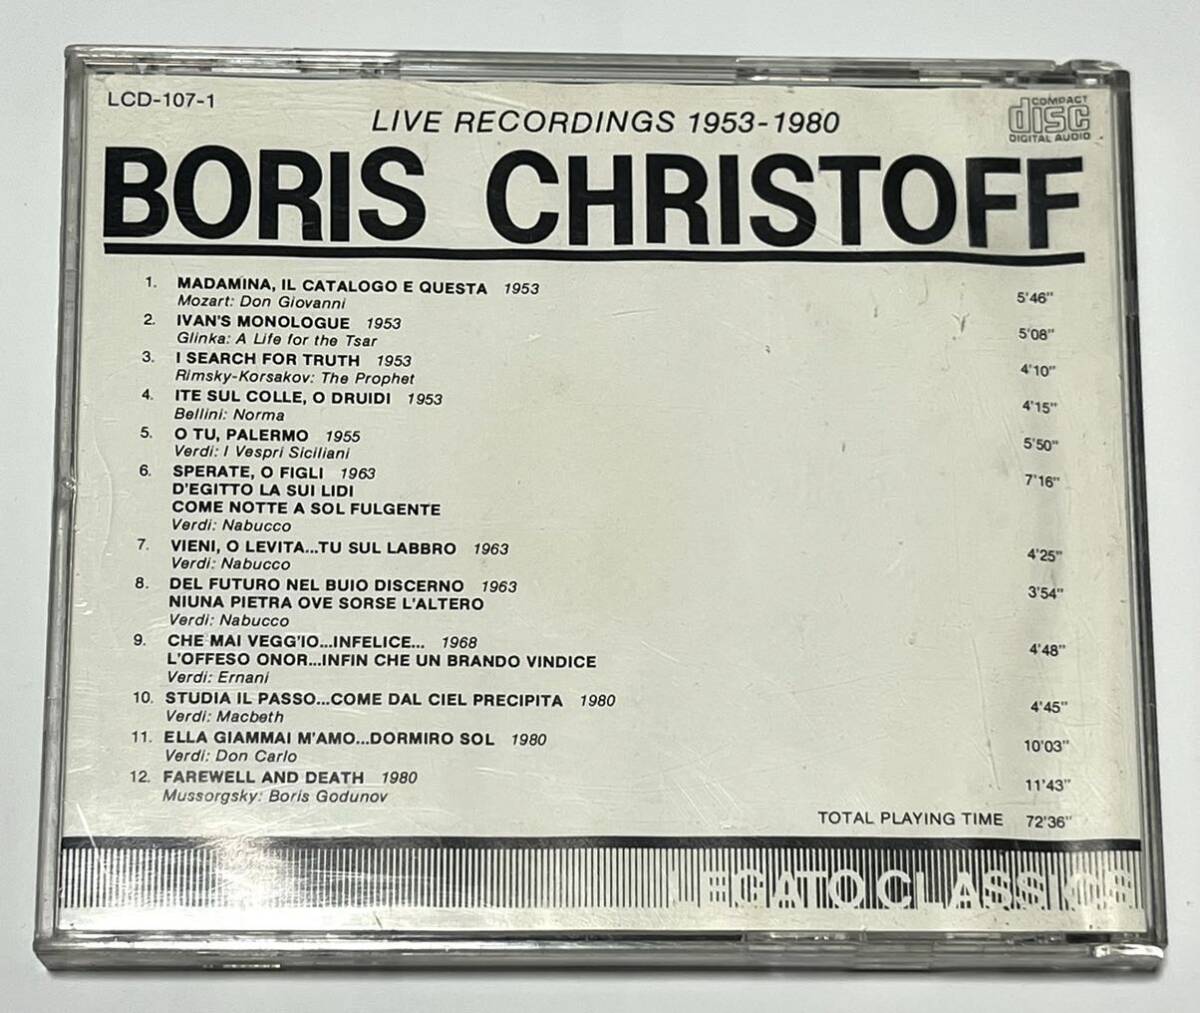 LCD-107-1
LIVE RECORDINGS 1953-1980
COMPACT
disc
DIGITAL AUDIO
BORIS CHRISTOFF
1. MADAMINA, IL CATALOGO E QUESTA 1953 5'46"
Mozart: Don Giovanni
2. IVAN'S MONOLOGUE 1953 5'08"
Glinka: A Life for the Tsar
3. I SEARCH FOR TRUTH 1953 4'10"
Rimsky-Korsakov: The Prophet
4. ITE SUL COLLE, O DRUIDI 1953 4'15"
Bellini: Norma
5. O TU, PALERMO 1955 5'50"
Verdi: I Vespri Siciliani
6. SPERATE, O FIGLI 1963 7'16"
D'EGITTO LA SUI LIDI
COME NOTTE A SOL FULGENTE
Verdi: Nabucco
7. VIENI, O LEVITA...TU SUL LABBRO 1963 4'25"
Verdi: Nabucco
8. DEL FUTURO NEL BUIO DISCERNO 1963 3'54"
NIUNA PIETRA OVE SORSE L'ALTERO
Verdi: Nabucco
9. CHE MAI VEGG'IO...INFELICE... 1968 4'48"
L'OFFESO ONOR...INFIN CHE UN BRANDO VINDICE
Verdi: Ernani
10. STUDIA IL PASSO...COME DAL CIEL PRECIPITA 1980 4'45"
Verdi: Macbeth
11. ELLA GIAMMAI M'AMO...DORMIRO SOL 1980 10'03"
Verdi: Don Carlo
12. FAREWELL AND DEATH 1980 11'43"
Mussorgsky: Boris Godunov
TOTAL PLAYING TIME 72'36"
LEGATO CLASSICS